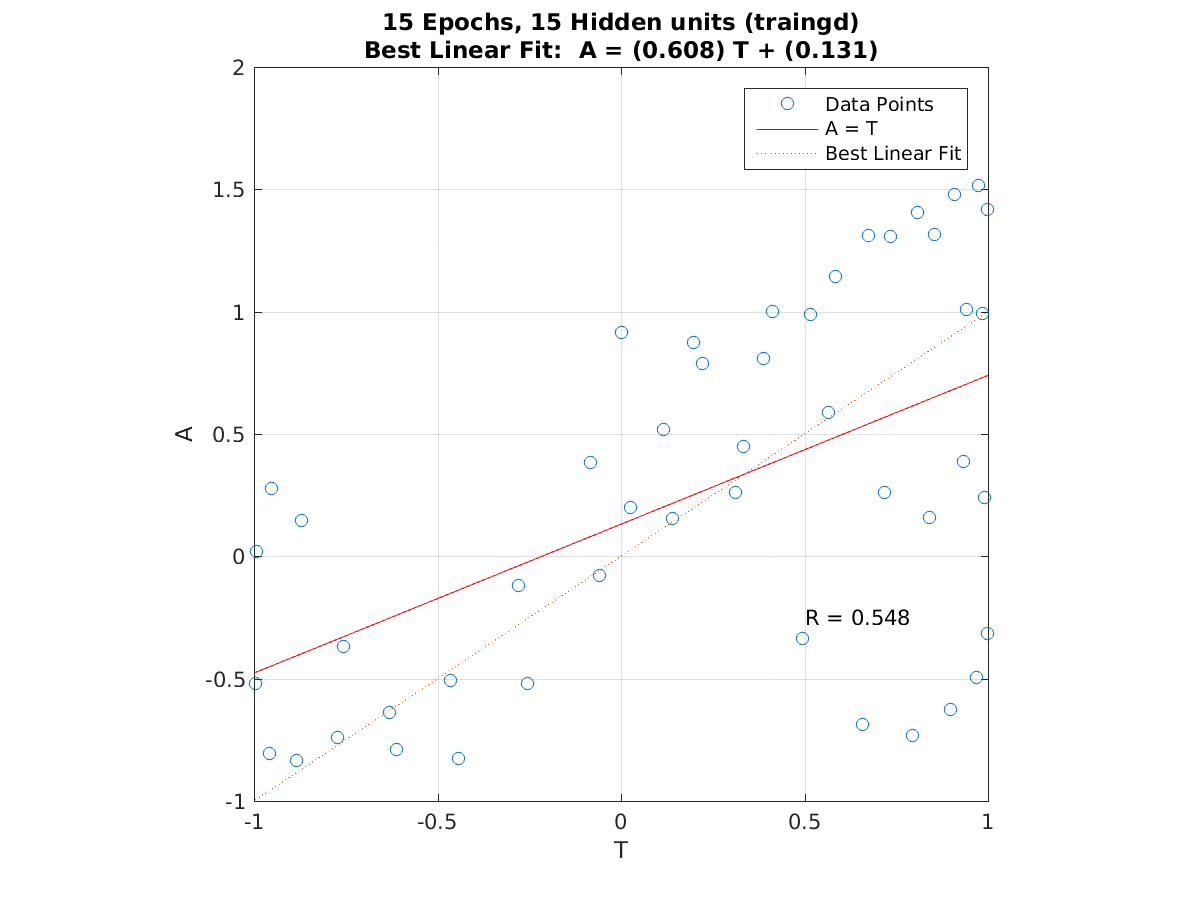 15 Epochs, 15 Hidden units (traingd)
Best Linear Fit:  A = (0.608) T + (0.131)
2
1.5
1
0.5
0
-0.5
-1
A
Data Points
A = T
Best Linear Fit
R = 0.548
-1
-0.5
0
0.5
1
T